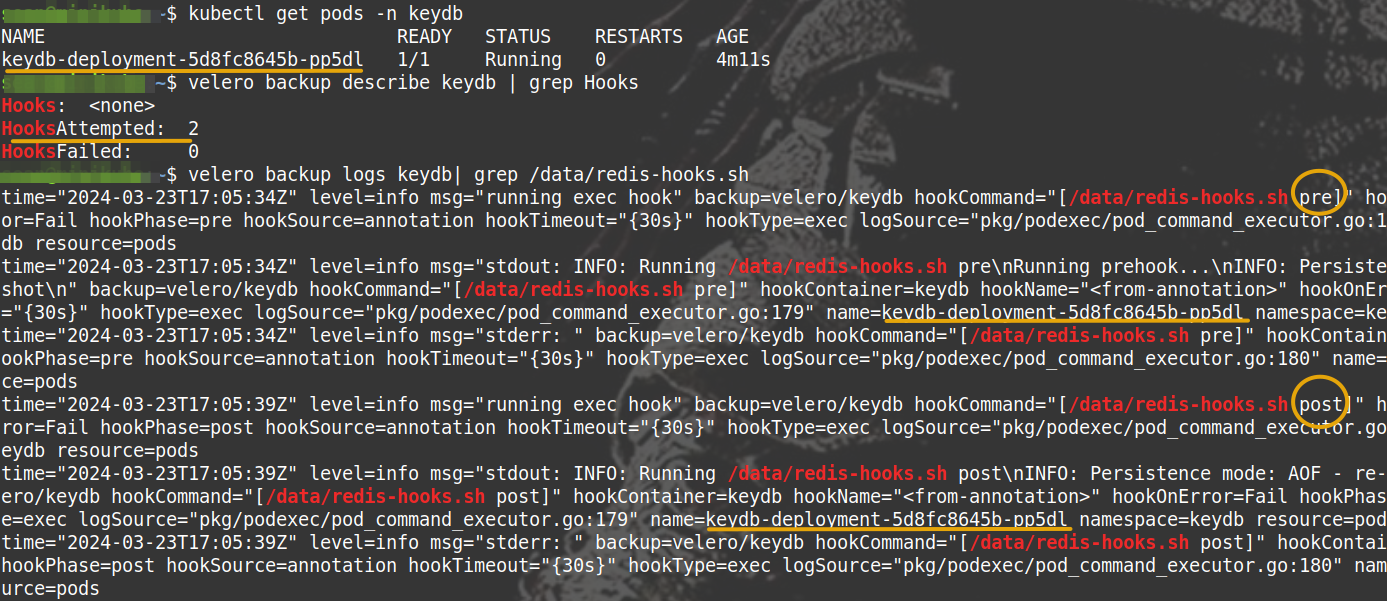 ~$ kubectl get pods -n keydb
NAME READY STATUS RESTARTS AGE
keydb-deployment-5d8fc8645b-pp5dl 1/1 Running 0 4m11s
~$ velero backup describe keydb | grep Hooks
Hooks: <none>
HooksAttempted: 2
HooksFailed: 0
~$ velero backup logs keydb| grep /data/redis-hooks.sh
time="2024-03-23T17:05:34Z" level=info msg="running exec hook" backup=velero/keydb hookCommand="[/data/redis-hooks.sh pre]" ho
or=Fail hookPhase=pre hookSource=annotation hookTimeout="{30s}" hookType=exec logSource="pkg/podexec/pod_command_executor.go:1
db resource=pods
time="2024-03-23T17:05:34Z" level=info msg="stdout: INFO: Running /data/redis-hooks.sh pre\nRunning prehook...\nINFO: Persiste
shot\n" backup=velero/keydb hookCommand="[/data/redis-hooks.sh pre]" hookContainer=keydb hookName="<from-annotation>" hookOnEr
="{30s}" hookType=exec logSource="pkg/podexec/pod_command_executor.go:179" name=keydb-deployment-5d8fc8645b-pp5dl namespace=ke
time="2024-03-23T17:05:34Z" level=info msg="stderr: " backup=velero/keydb hookCommand="[/data/redis-hooks.sh pre]" hookContain
ookPhase=pre hookSource=annotation hookTimeout="{30s}" hookType=exec logSource="pkg/podexec/pod_command_executor.go:180" name=
ce=pods
time="2024-03-23T17:05:39Z" level=info msg="running exec hook" backup=velero/keydb hookCommand="[/data/redis-hooks.sh post]" h
ror=Fail hookPhase=post hookSource=annotation hookTimeout="{30s}" hookType=exec logSource="pkg/podexec/pod_command_executor.go
eydb resource=pods
time="2024-03-23T17:05:39Z" level=info msg="stdout: INFO: Running /data/redis-hooks.sh post\nINFO: Persistence mode: AOF - re-
ero/keydb hookCommand="[/data/redis-hooks.sh post]" hookContainer=keydb hookName="<from-annotation>" hookOnError=Fail hookPhas
e=exec logSource="pkg/podexec/pod_command_executor.go:179" name=keydb-deployment-5d8fc8645b-pp5dl namespace=keydb resource=pod
time="2024-03-23T17:05:39Z" level=info msg="stderr: " backup=velero/keydb hookCommand="[/data/redis-hooks.sh post]" hookContai
hookPhase=post hookSource=annotation hookTimeout="{30s}" hookType=exec logSource="pkg/podexec/pod_command_executor.go:180" nam
urce=pods